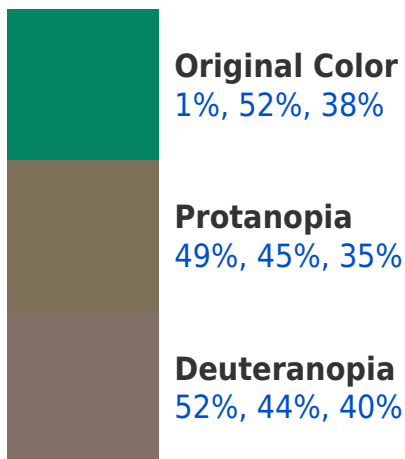 Original Color
1%, 52%, 38%
Protanopia
49%, 45%, 35%
Deuteranopia
52%, 44%, 40%